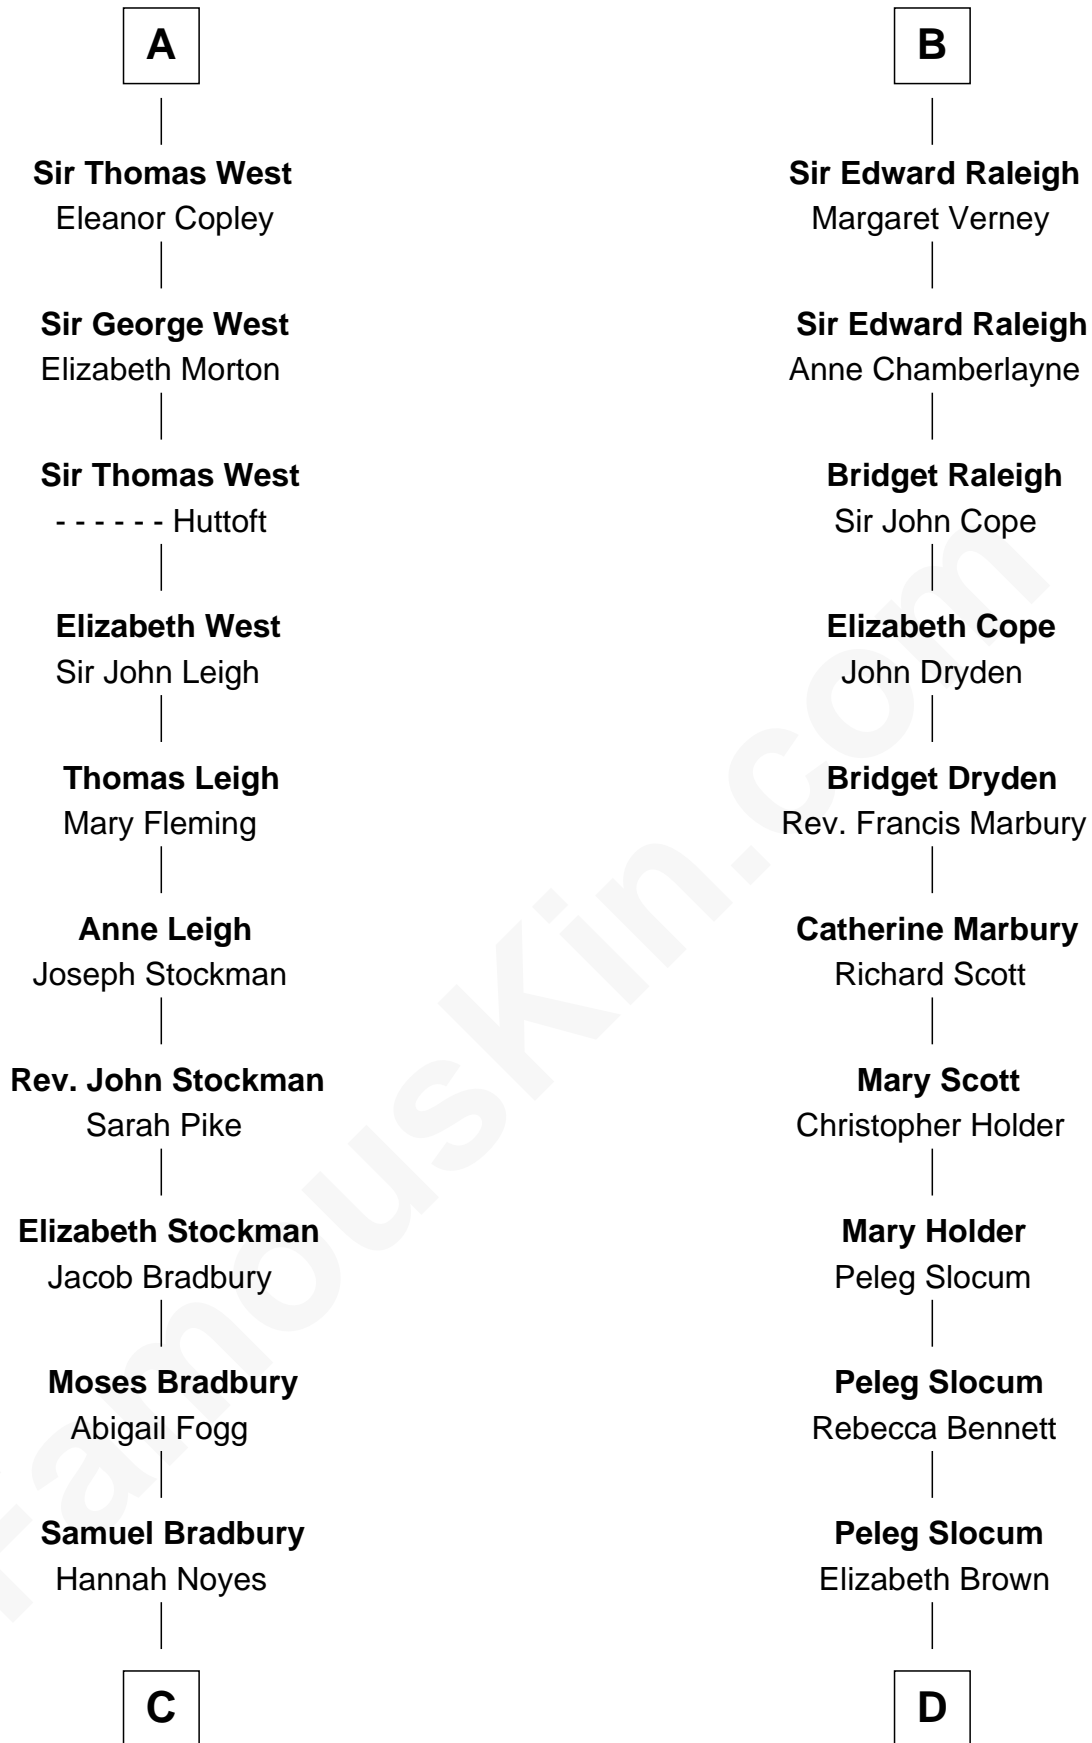 A
Sir Thomas West
Eleanor Copley
Sir George West
Elizabeth Morton
Sir Thomas West
- - - - - - Huttoft
Elizabeth West
Sir John Leigh
Thomas Leigh
Mary Fleming
Anne Leigh
Joseph Stockman
Rev. John Stockman
Sarah Pike
Elizabeth Stockman
Jacob Bradbury
Moses Bradbury
Abigail Fogg
Samuel Bradbury
Hannah Noyes
C
B
Sir Edward Raleigh
Margaret Verney
Sir Edward Raleigh
Anne Chamberlayne
Bridget Raleigh
Sir John Cope
Elizabeth Cope
John Dryden
Bridget Dryden
Rev. Francis Marbury
Catherine Marbury
Richard Scott
Mary Scott
Christopher Holder
Mary Holder
Peleg Slocum
Peleg Slocum
Rebecca Bennett
Peleg Slocum
Elizabeth Brown
D
FamousKin.com